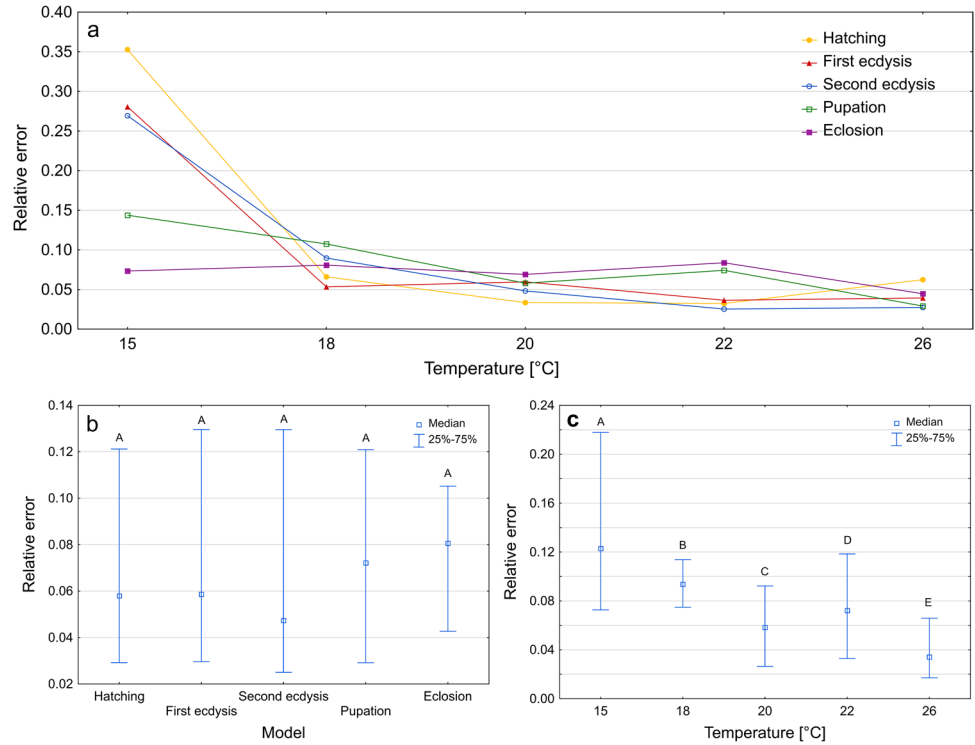 a
0.40
0.35
0.30
0.25
0.20
0.15
0.10
0.05
0.00
Relative error
Hatching
First ecdysis
Second ecdysis
Pupation
Eclosion
15 18 20 22 26
Temperature [°C]
b
0.14
0.12
0.10
0.08
0.06
0.04
0.02
Relative error
A A A A A
Median
25%-75%
Hatching Second ecdysis Eclosion
First ecdysis Pupation
Model
c
0.24
0.20
0.16
0.12
0.08
0.04
0.00
Relative error
A B C D E
Median
25%-75%
15 18 20 22 26
Temperature [°C]